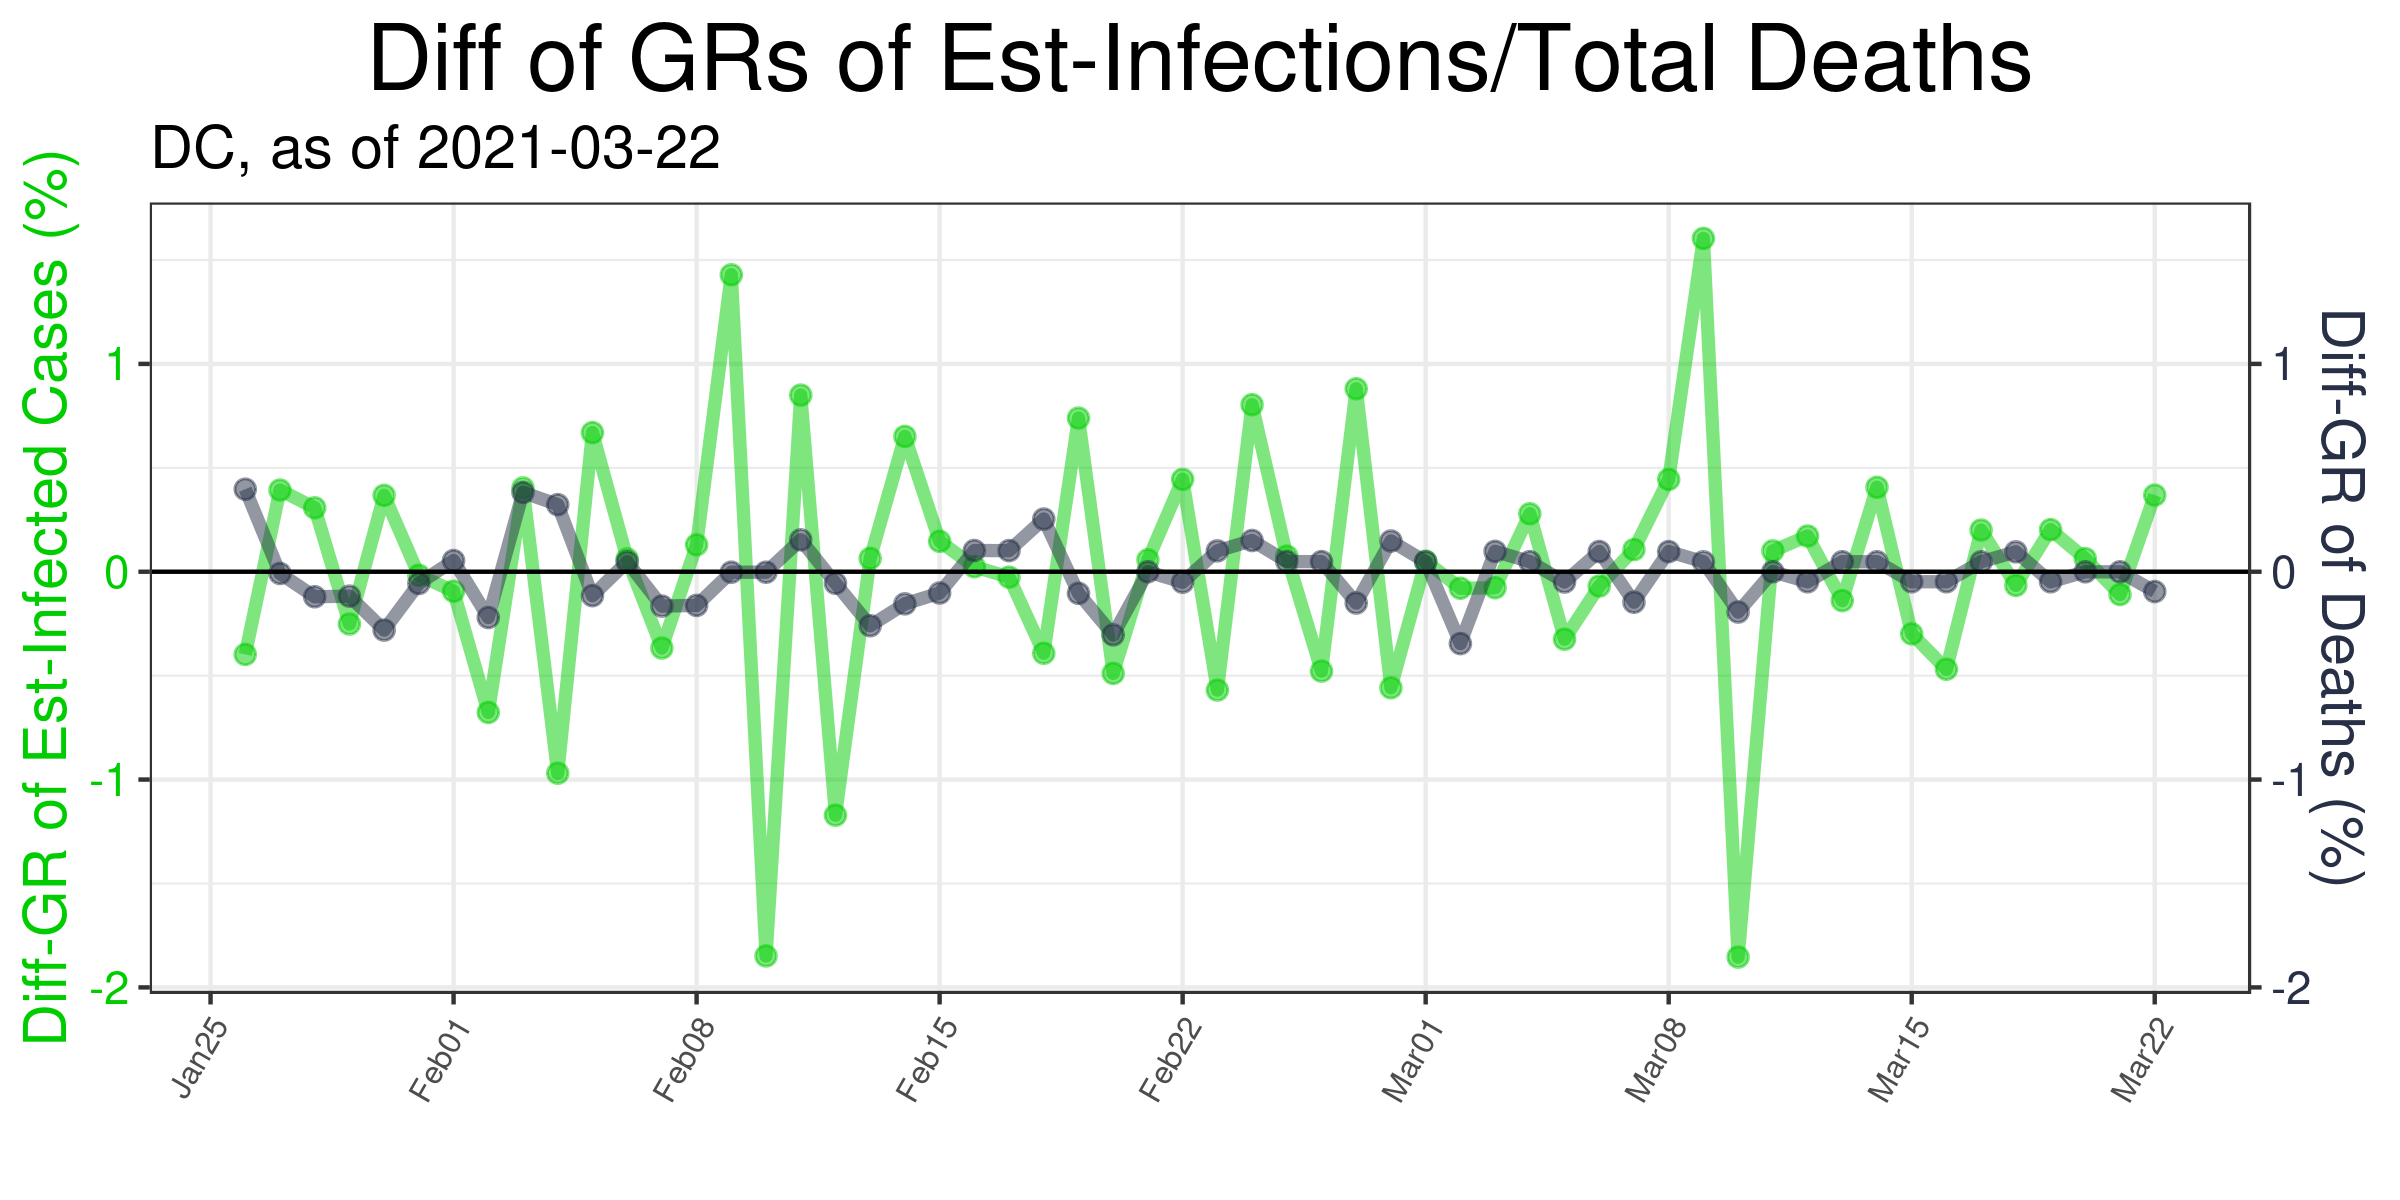 Diff of GRs of Est-Infections/Total Deaths
DC, as of 2021-03-22
Diff-GR of Est-Infected Cases (%)
1
0
-1
-2
1
0
-1
-2
Diff-GR of Deaths (%)
Jan25
Feb01
Feb08
Feb15
Feb22
Mar01
Mar08
Mar15
Mar22